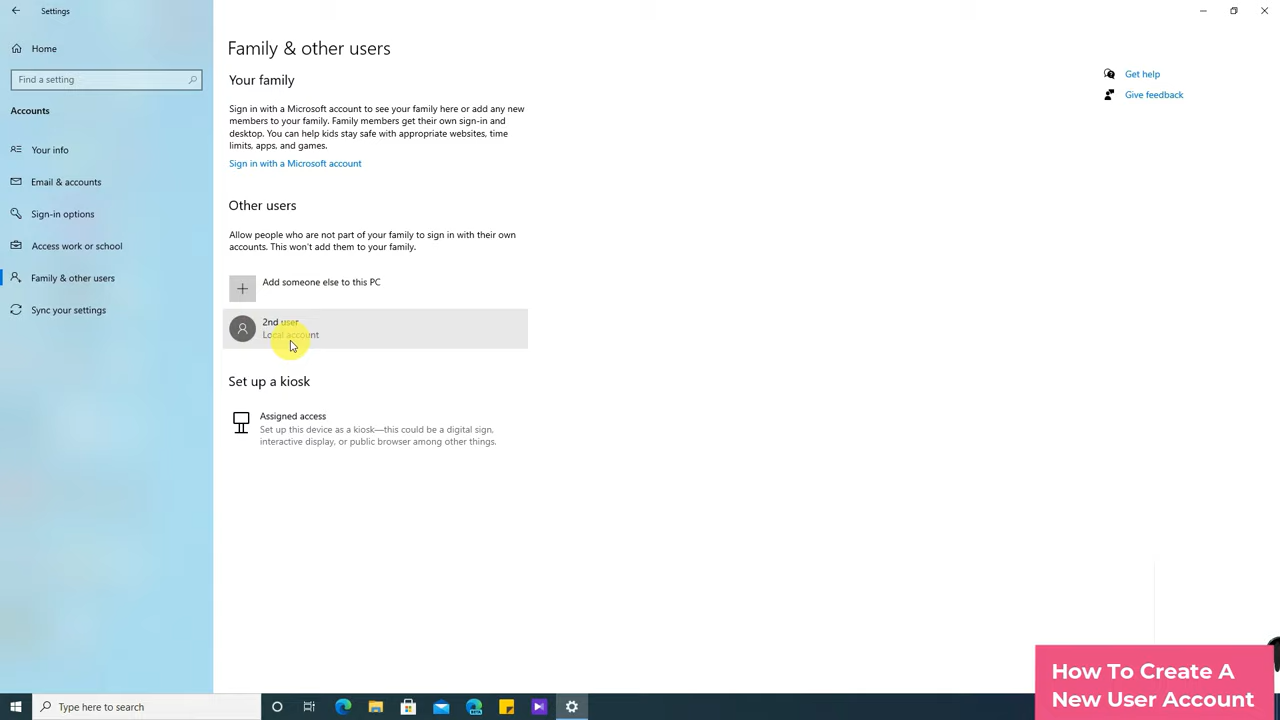 Settings
Home
Find a setting
Accounts
Your info
Email & accounts
Sign-in options
Access work or school
Family & other users
Sync your settings
Family & other users
Your family
Sign in with a Microsoft account to see your family here or add any new
members to your family. Family members get their own sign-in and
desktop. You can help kids stay safe with appropriate websites, time
limits, apps, and games.
Sign in with a Microsoft account
Other users
Allow people who are not part of your family to sign in with their own
accounts. This won't add them to your family.
Add someone else to this PC
2nd user
Local account
Set up a kiosk
Assigned access
Set up this device as a kiosk—this could be a digital sign,
interactive display, or public browser among other things.
Get help
Give feedback
How To Create A
New User Account
Type here to search